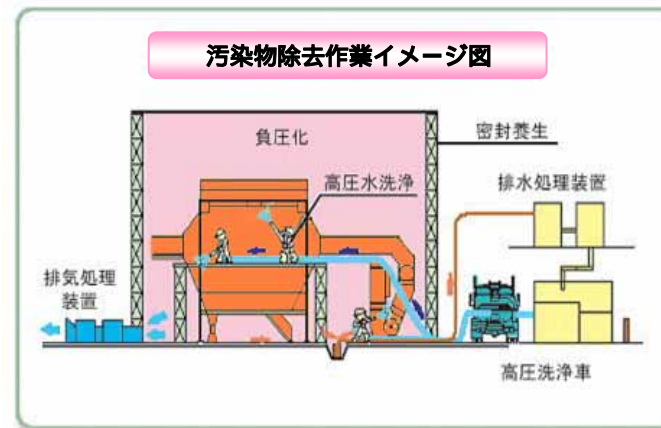 汚染物除去作業イメージ図
負圧化
密封養生
高圧水洗浄
排水処理装置
排気処理
装置
高圧洗浄車